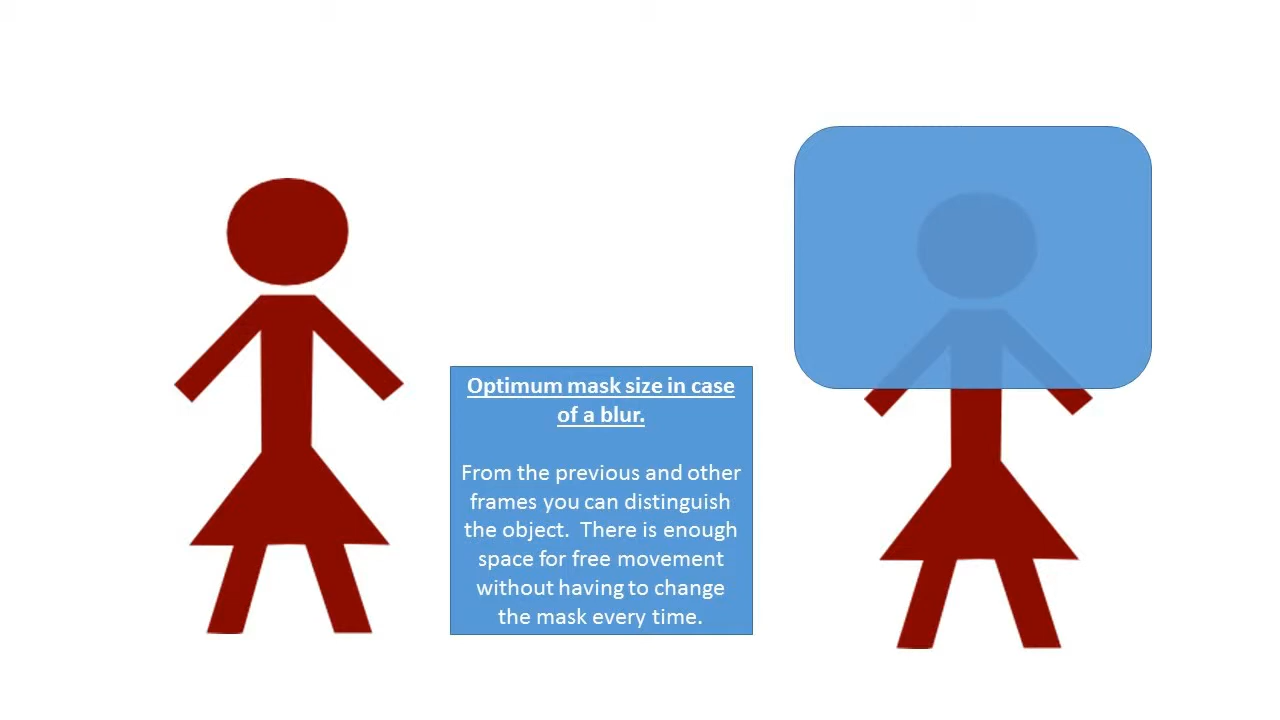 Optimum mask size in case
of a blur.
From the previous and other
frames you can distinguish
the object.  There is enough
space for free movement
without having to change
the mask every time.